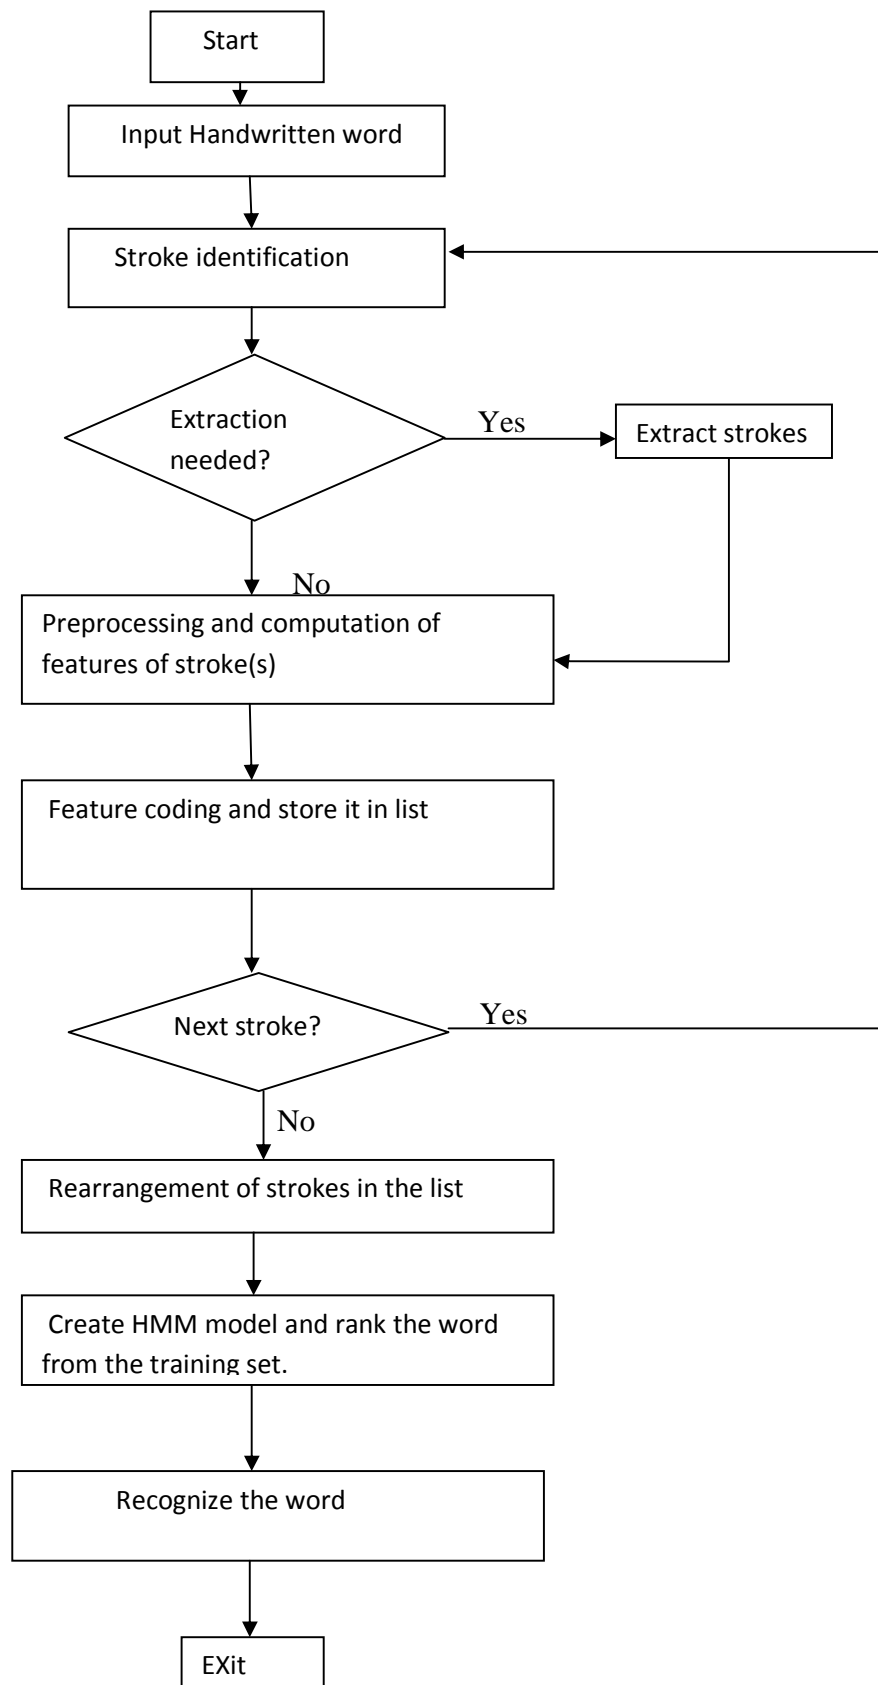 Start
Input Handwritten word
Stroke identification
Extraction
needed?
Yes
Extract strokes
No
Preprocessing and computation of
features of stroke(s)
Feature coding and store it in list
Next stroke?
Yes
No
Rearrangement of strokes in the list
Create HMM model and rank the word
from the training set.
Recognize the word
EXit